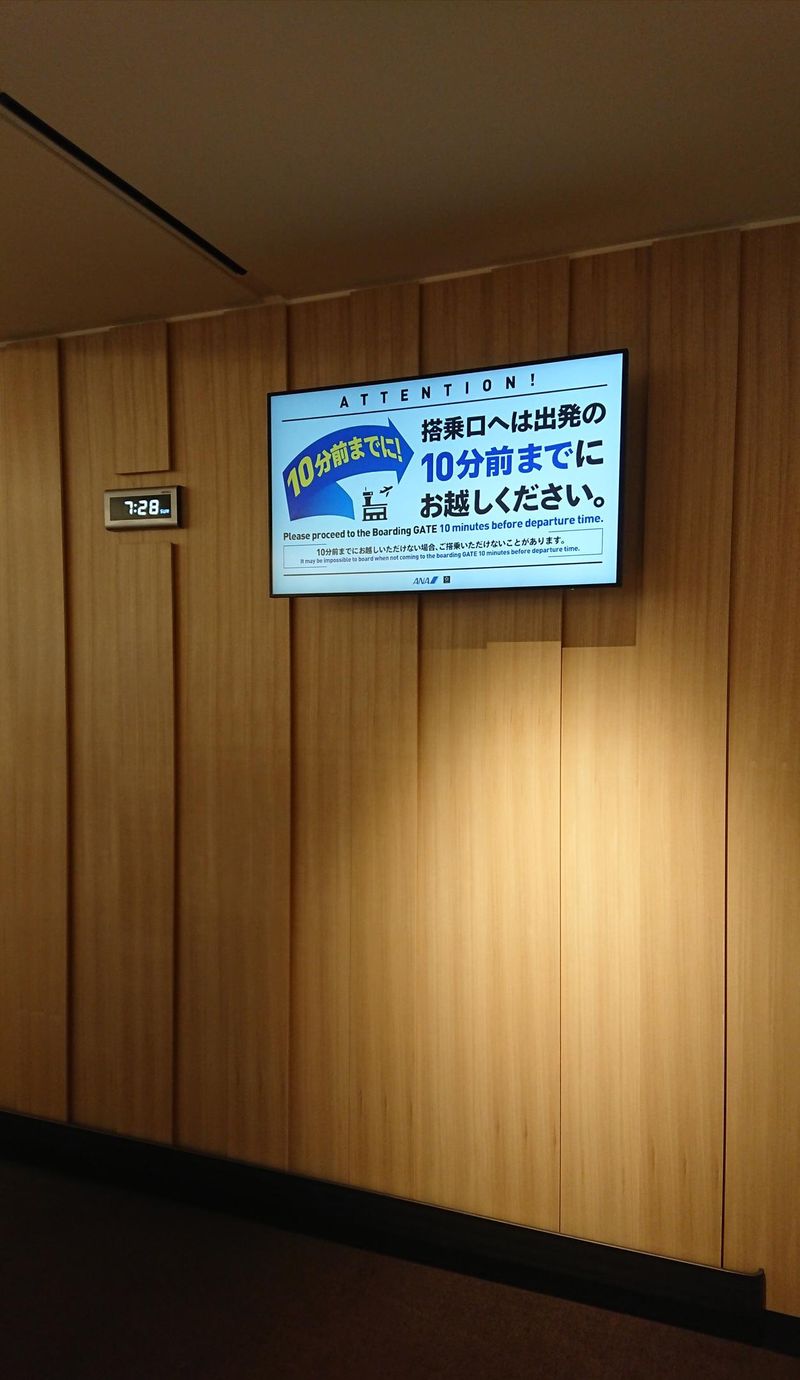 7:28 SUN
ATTENTION!
10分前までに!
搭乗口へは出発の
10分前までに
お越しください。
Please proceed to the Boarding GATE 10 minutes before departure time.
10分前までにお越しいただけない場合、ご搭乗いただけないことがあります。
It may be impossible to board when not coming to the boarding GATE 10 minutes before departure time.
ANA